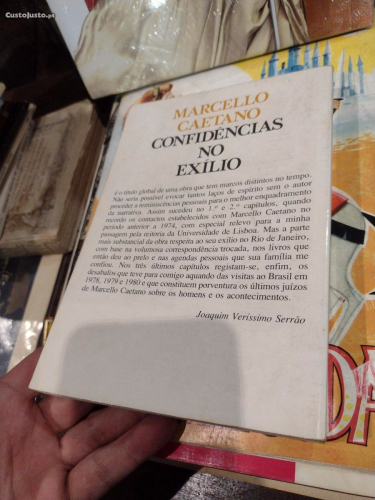 CustoJusto.pt
MARCELLO
CAETANO
CONFIDÊNCIAS
NO
EXÍLIO
é o título global de uma obra que tem marcos distintos no tempo.
Não seria possível evocar tantos laços de espírito sem o autor
proceder a reminiscências pessoais para o melhor enquadramento
da narrativa. Assim sucedeu no 1.º e 2.º capítulos, quando
recordo os contactos estabelecidos com Marcello Caetano no
período anterior a 1974, com especial relevo para a minha
passagem pela reitoria da Universidade de Lisboa. Mas a parte
mais substancial da obra respeita ao seu exílio no Rio de Janeiro,
com base na volumosa correspondência trocada, nos livros que
então deu ao prelo e nas agendas pessoais que sua família me
confiou. Nos três últimos capítulos registam-se, enfim, os
desabafos que teve para comigo aquando das visitas ao Brasil em
1978, 1979 e 1980 e que constituem porventura os últimos juízos
de Marcello Caetano sobre os homens e os acontecimentos.
Joaquim Veríssimo Serrão
DA